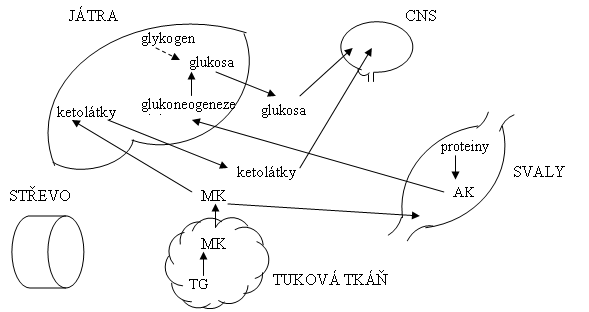 JÁTRA
CNS
glykogen
glukosa
glukoneogeneze
glukosa
ketolátky
proteiny
ketolátky
SVALY
AK
STŘEVO
MK
MK
TUKOVÁ TKÁŇ
TG